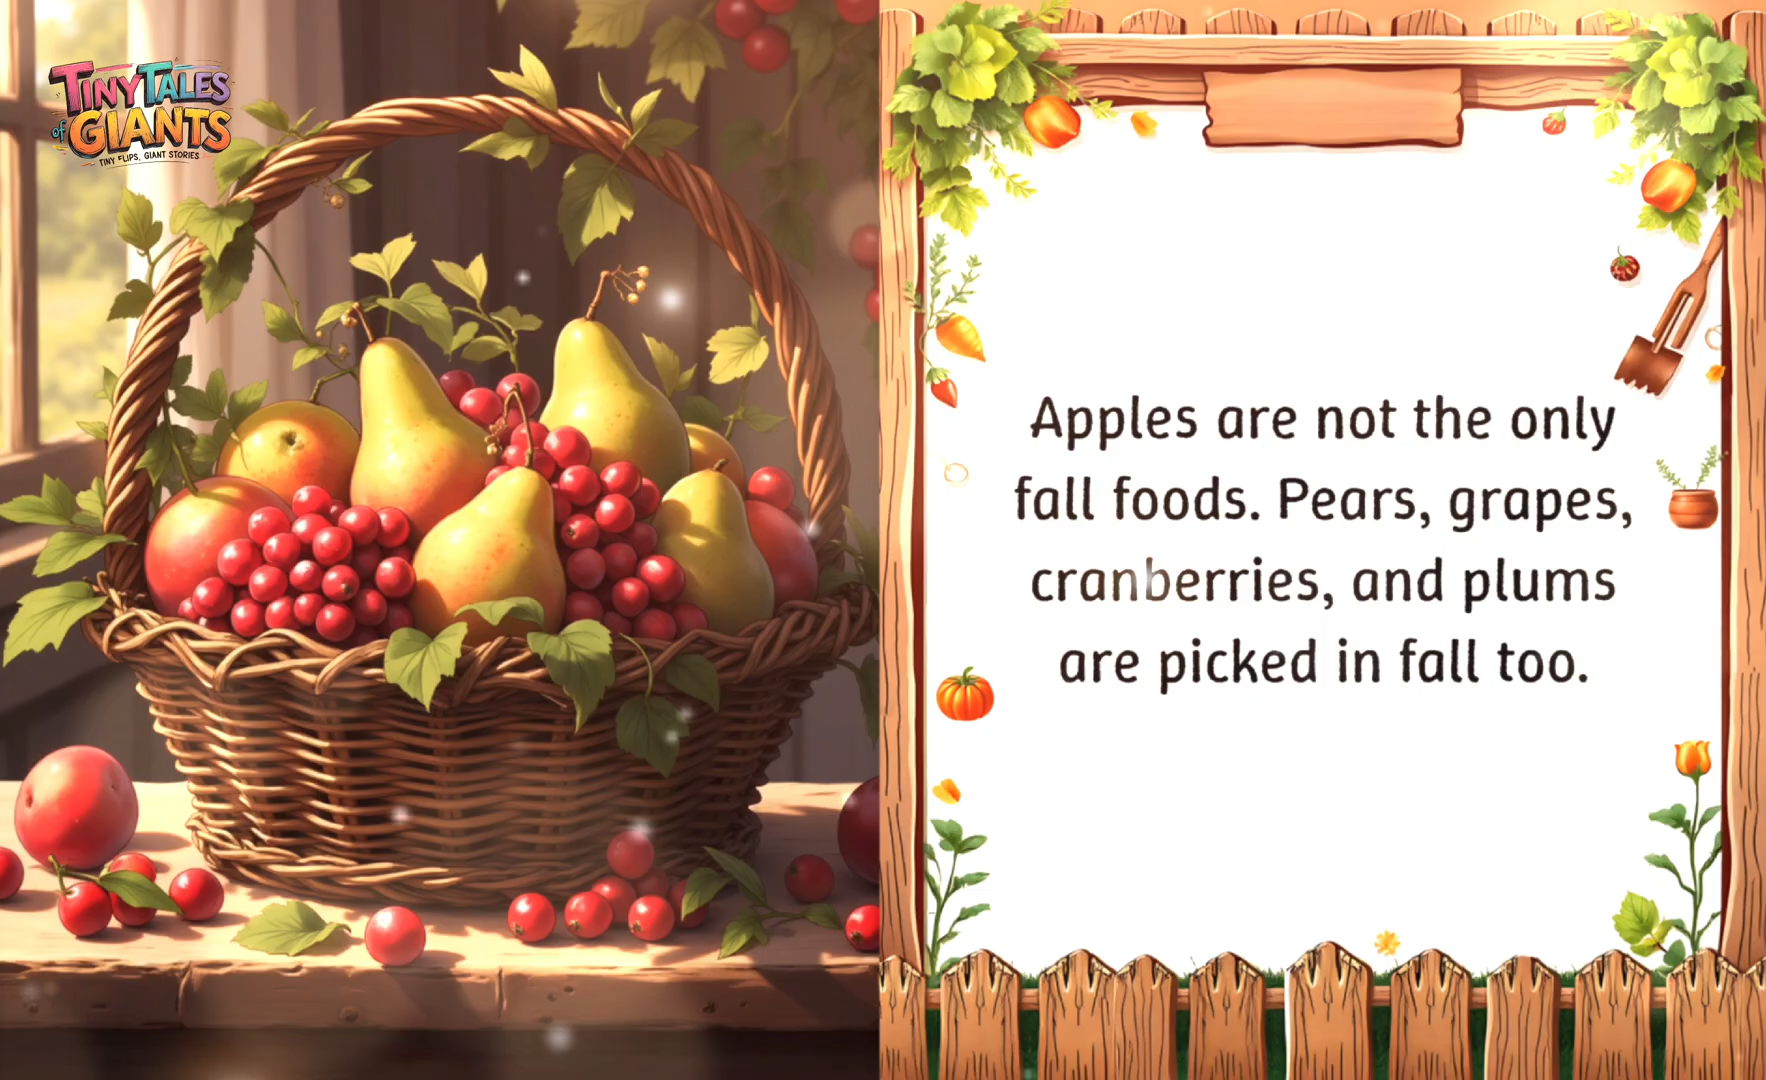 TINY TALES
of GIANTS
TINY FLIPS, GIANT STORIES
Apples are not the only
fall foods. Pears, grapes,
cranberries, and plums
are picked in fall too.